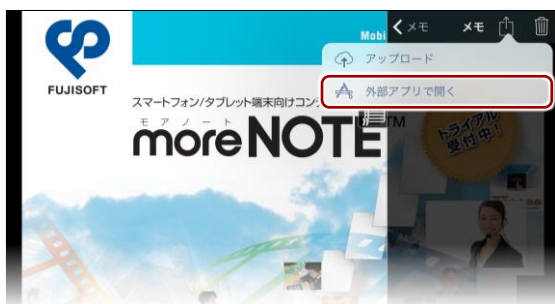 Mobi
メモ
メモ
アップロード
外部アプリで開く
FUJISOFT
スマートフォン/タブレット端末向けコンテ
モアノート
moreNOTE
TM
トライアル
受付中!